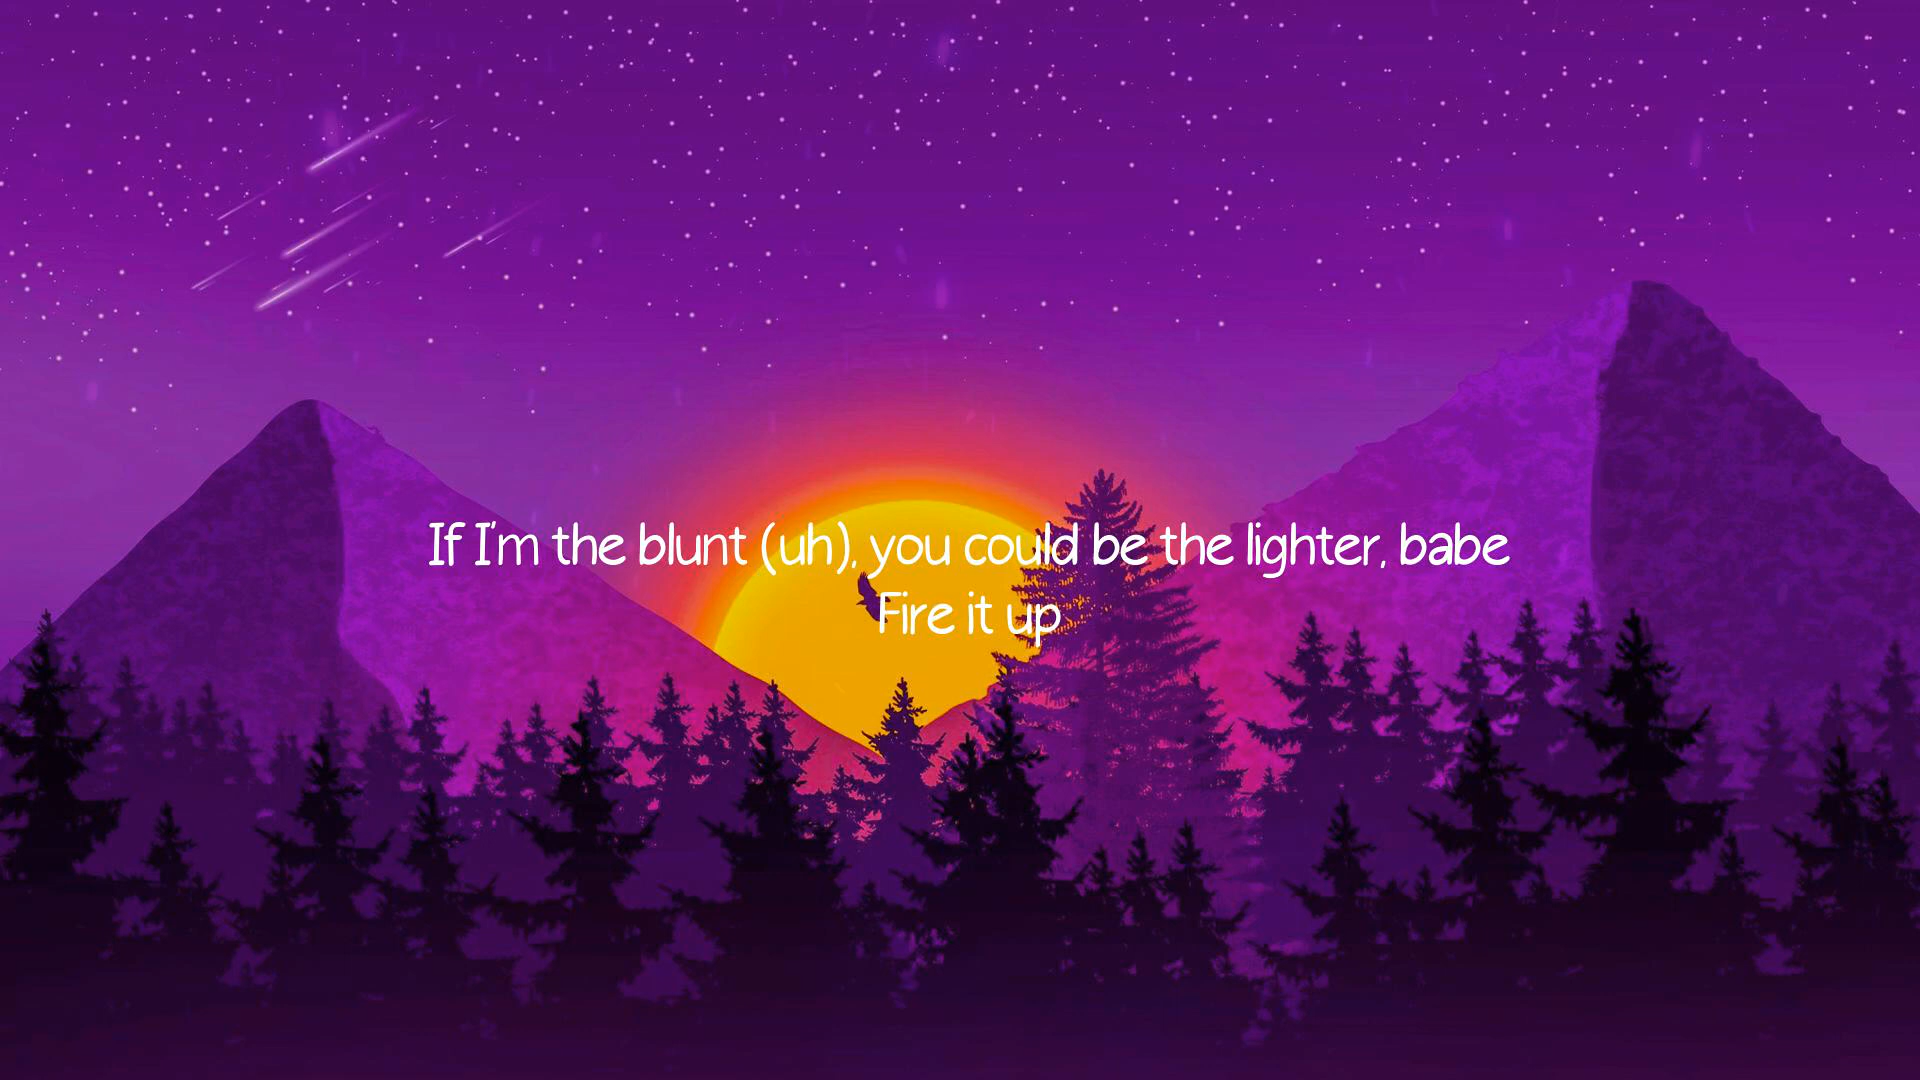 If I'm the blunt (uh), you could be the lighter, babe
Fire it up